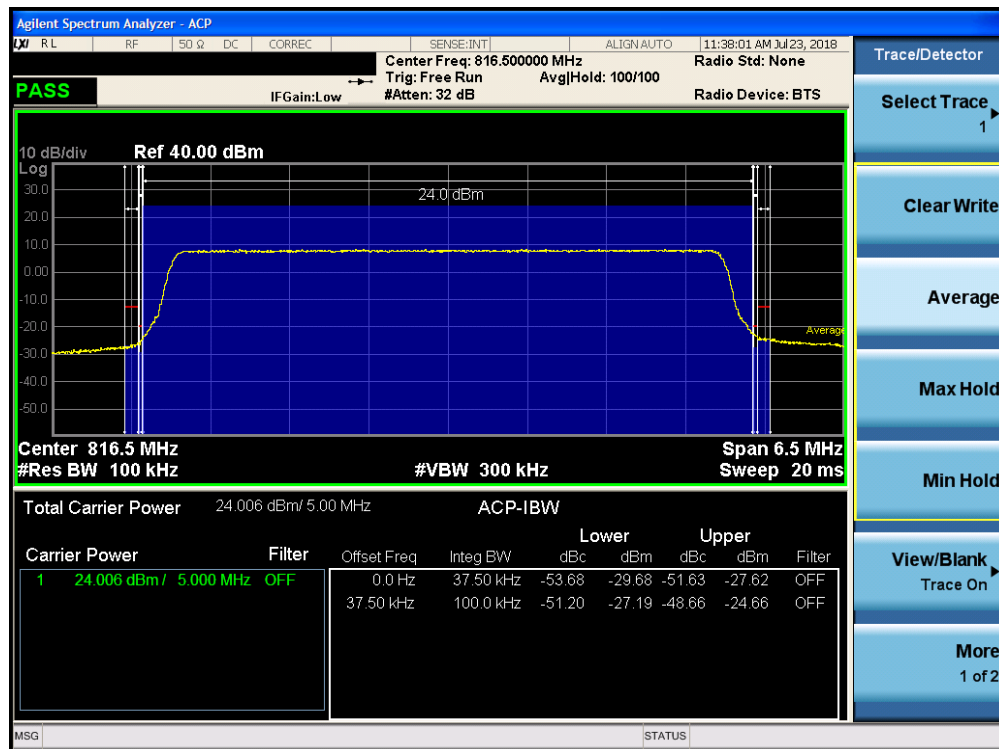 Agilent Spectrum Analyzer - ACP
LXI RL RF 50 Ω DC CORREC SENSE:INT ALIGN AUTO 11:38:01 AM Jul 23, 2018
Center Freq: 816.500000 MHz Radio Std: None
Trig: Free Run Avg|Hold: 100/100
PASS IFGain:Low #Atten: 32 dB Radio Device: BTS
10 dB/div Ref 40.00 dBm
Log
30.0
24.0 dBm
20.0
10.0
0.00
-10.0
-20.0
Average
-30.0
-40.0
-50.0
Center 816.5 MHz Span 6.5 MHz
#Res BW 100 kHz #VBW 300 kHz Sweep 20 ms
Total Carrier Power 24.006 dBm/ 5.00 MHz ACP-IBW
Lower Upper
Carrier Power Filter Offset Freq Integ BW dBc dBm dBc dBm Filter
1 24.006 dBm / 5.000 MHz OFF 0.0 Hz 37.50 kHz -53.68 -29.68 -51.63 -27.62 OFF
37.50 kHz 100.0 kHz -51.20 -27.19 -48.66 -24.66 OFF
MSG STATUS
Trace/Detector
Select Trace
1
Clear Write
Average
Max Hold
Min Hold
View/Blank
Trace On
More
1 of 2